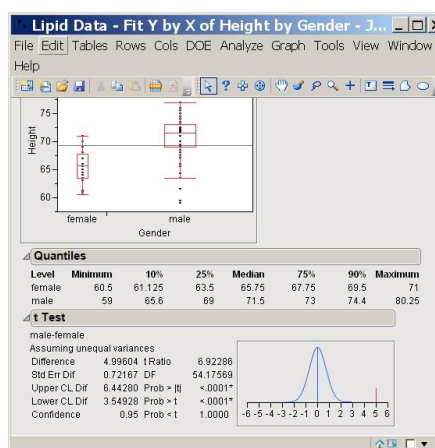 Lipid Data - Fit Y by X of Height by Gender - J...
File Edit Tables Rows Cols DOE Analyze Graph Tools View Window
Help
75
70
65
60
Height
female male
Gender
Quantiles
Level Minimum 10% 25% Median 75% 90% Maximum
female 60.5 61.125 63.5 65.75 67.75 69.5 71
male 59 65.6 69 71.5 73 74.4 80.25
t Test
male-female
Assuming unequal variances
Difference 4.99604 t Ratio 6.92286
Std Err Dif 0.72167 DF 54.17569
Upper CL Dif 6.44280 Prob > |t| <.0001*
Lower CL Dif 3.54928 Prob > t <.0001*
Confidence 0.95 Prob < t 1.0000
-6 -5 -4 -3 -2 -1 0 1 2 3 4 5 6